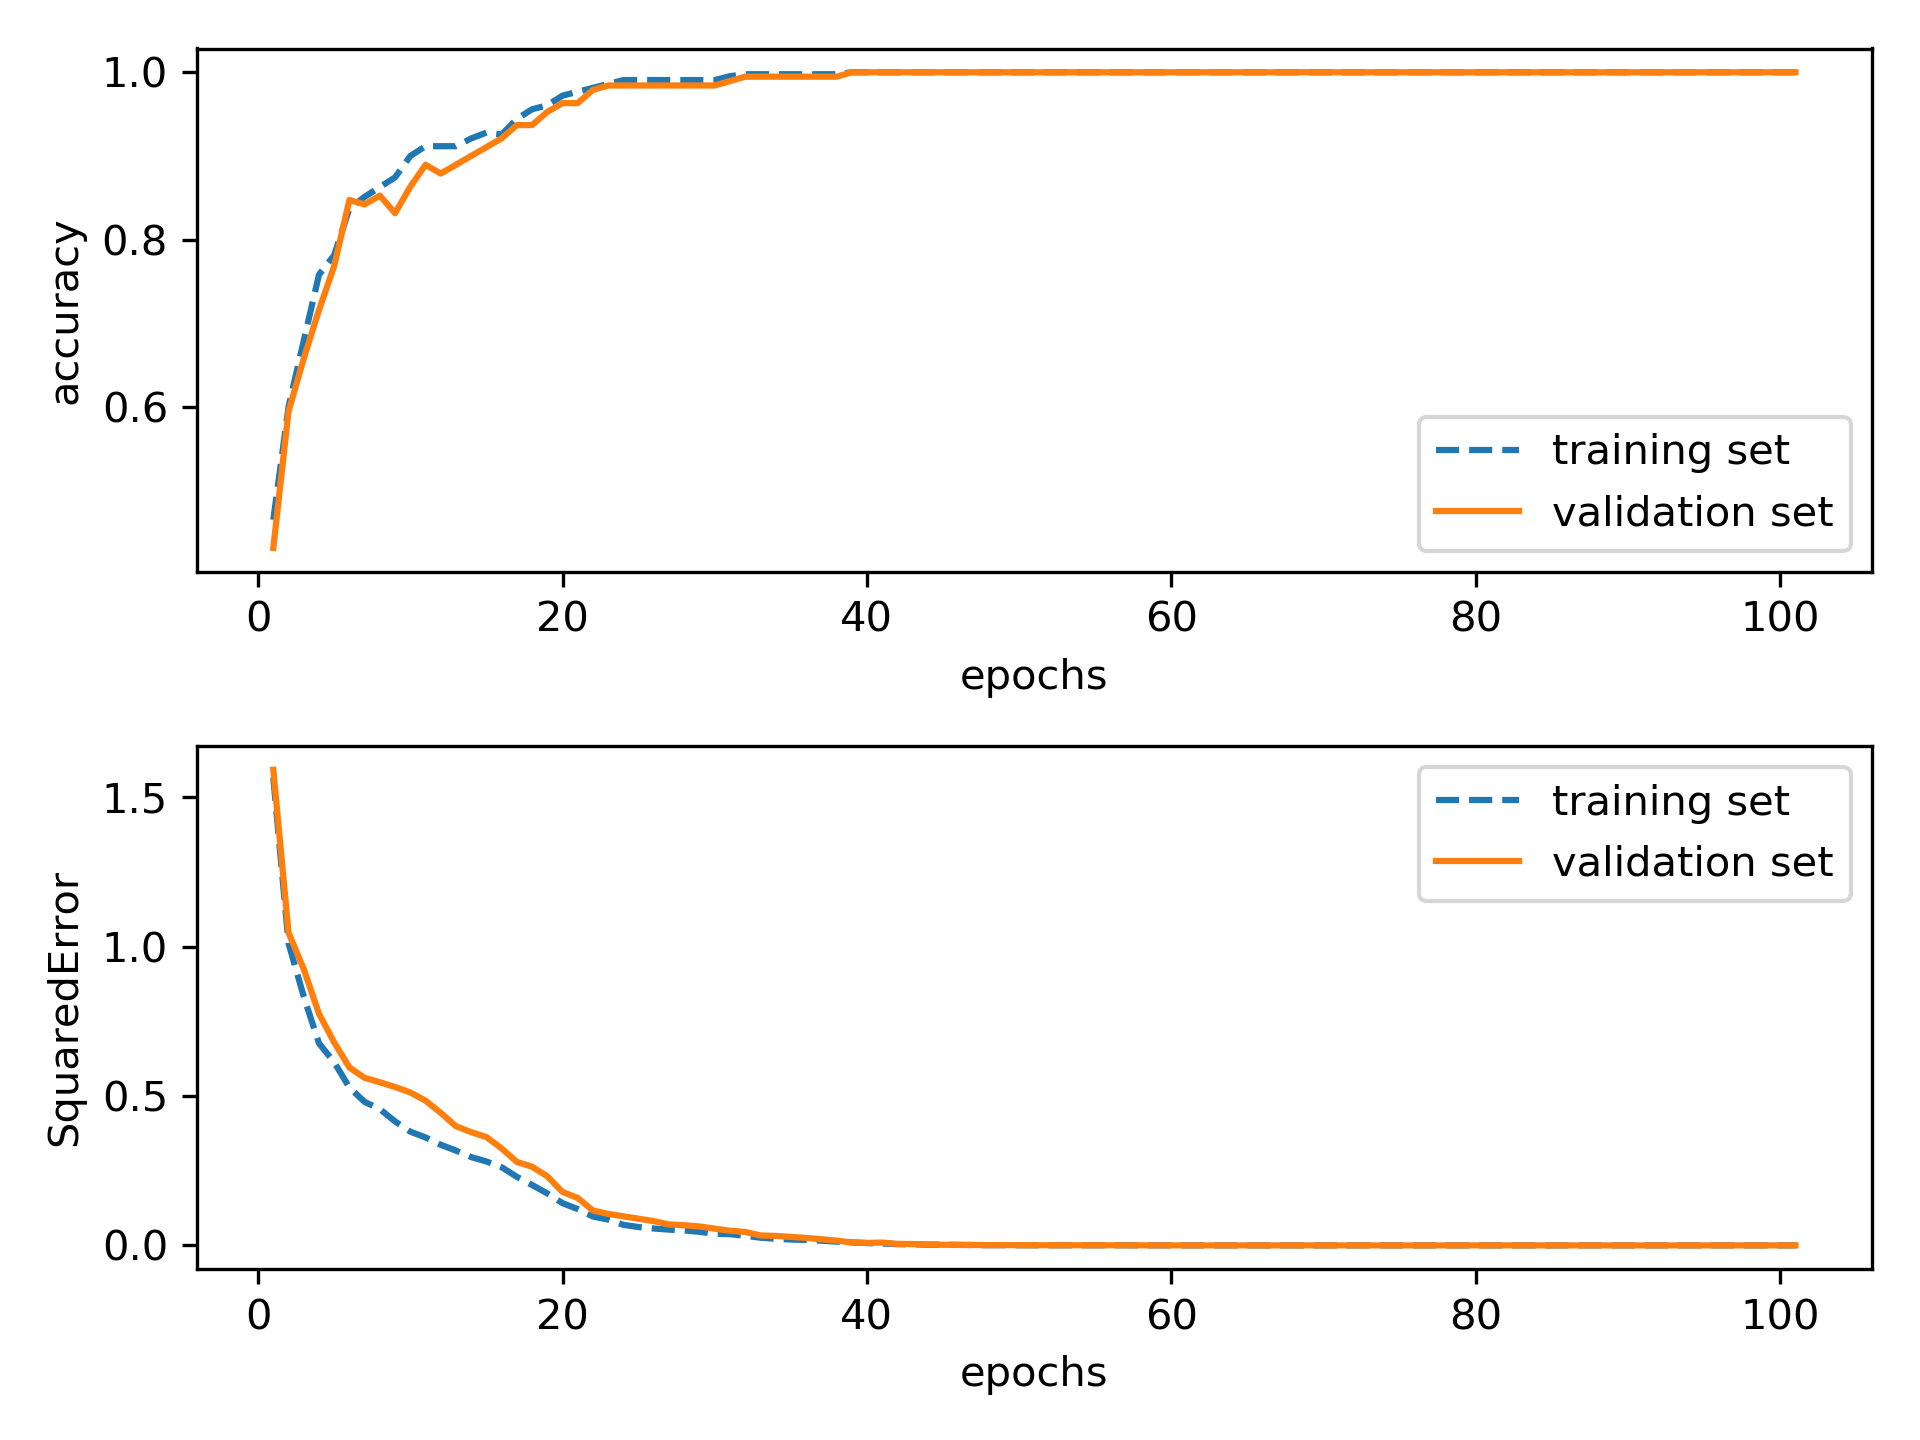 1.0
0.8
0.6
accuracy
training set
validation set
0 20 40 60 80 100
epochs
1.5
1.0
0.5
0.0
SquaredError
training set
validation set
0 20 40 60 80 100
epochs